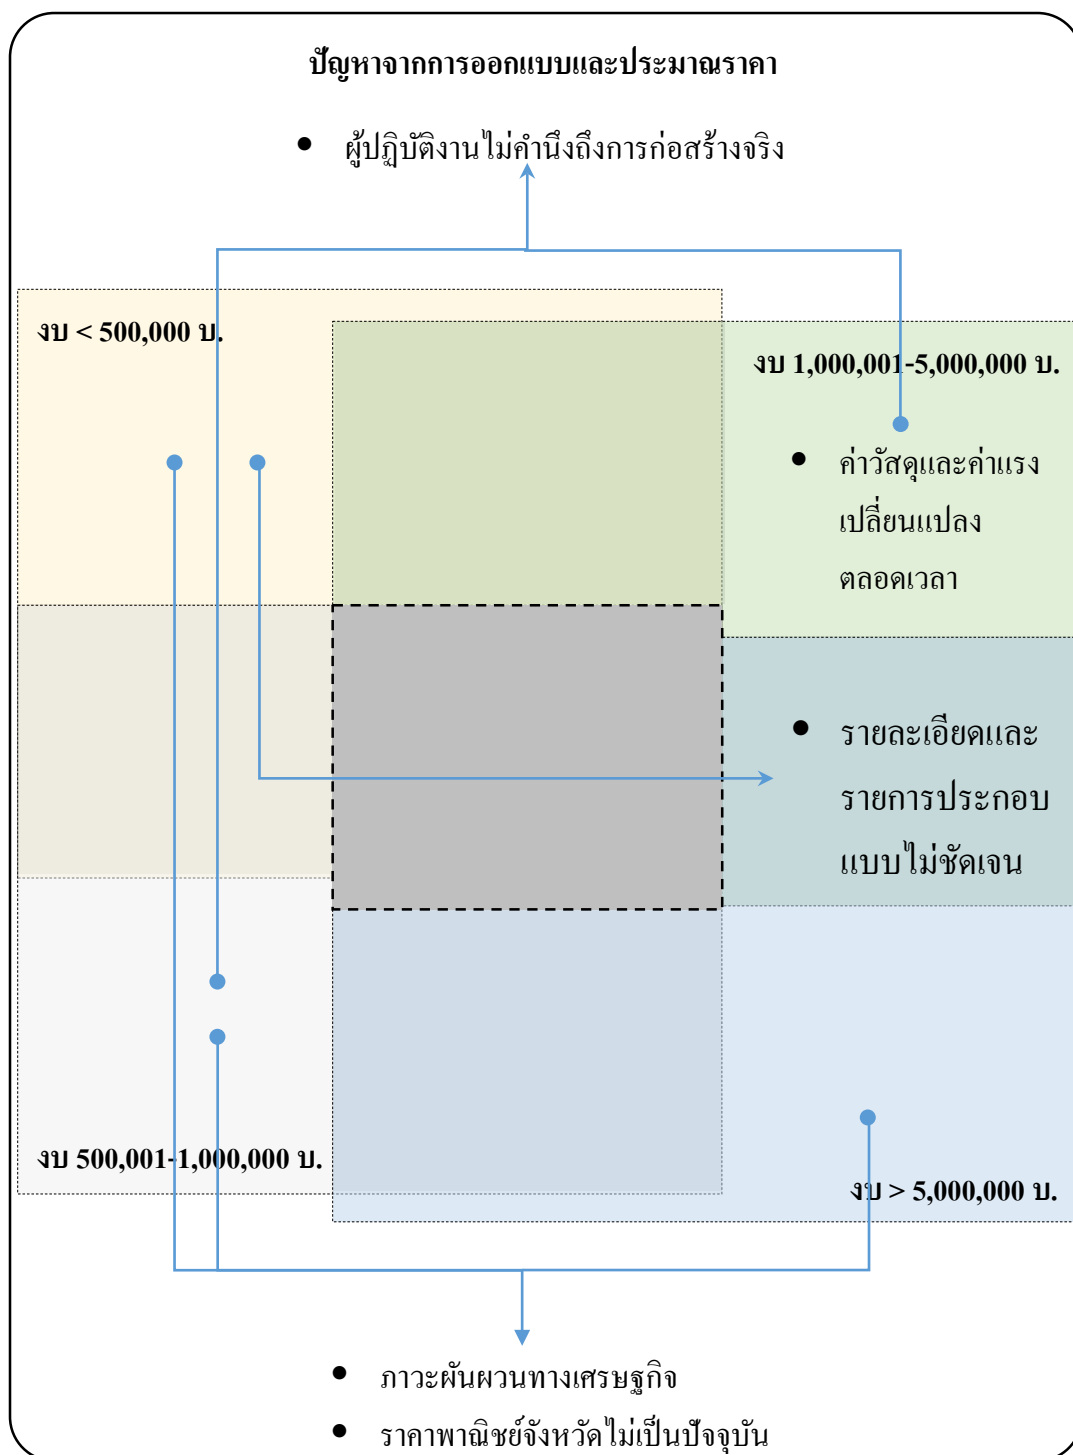 ปัญหาจากการออกแบบและประมาณราคา
• ผู้ปฏิบัติงานไม่คำนึงถึงการก่อสร้างจริง
งบ < 500,000 บ.
งบ 1,000,001-5,000,000 บ.
• ค่าวัสดุและค่าแรง
เปลี่ยนแปลง
ตลอดเวลา
• รายละเอียดและ
รายการประกอบ
แบบไม่ชัดเจน
งบ 500,001-1,000,000 บ.
งบ > 5,000,000 บ.
• ภาวะผันผวนทางเศรษฐกิจ
• ราคาพาณิชย์จังหวัดไม่เป็นปัจจุบัน